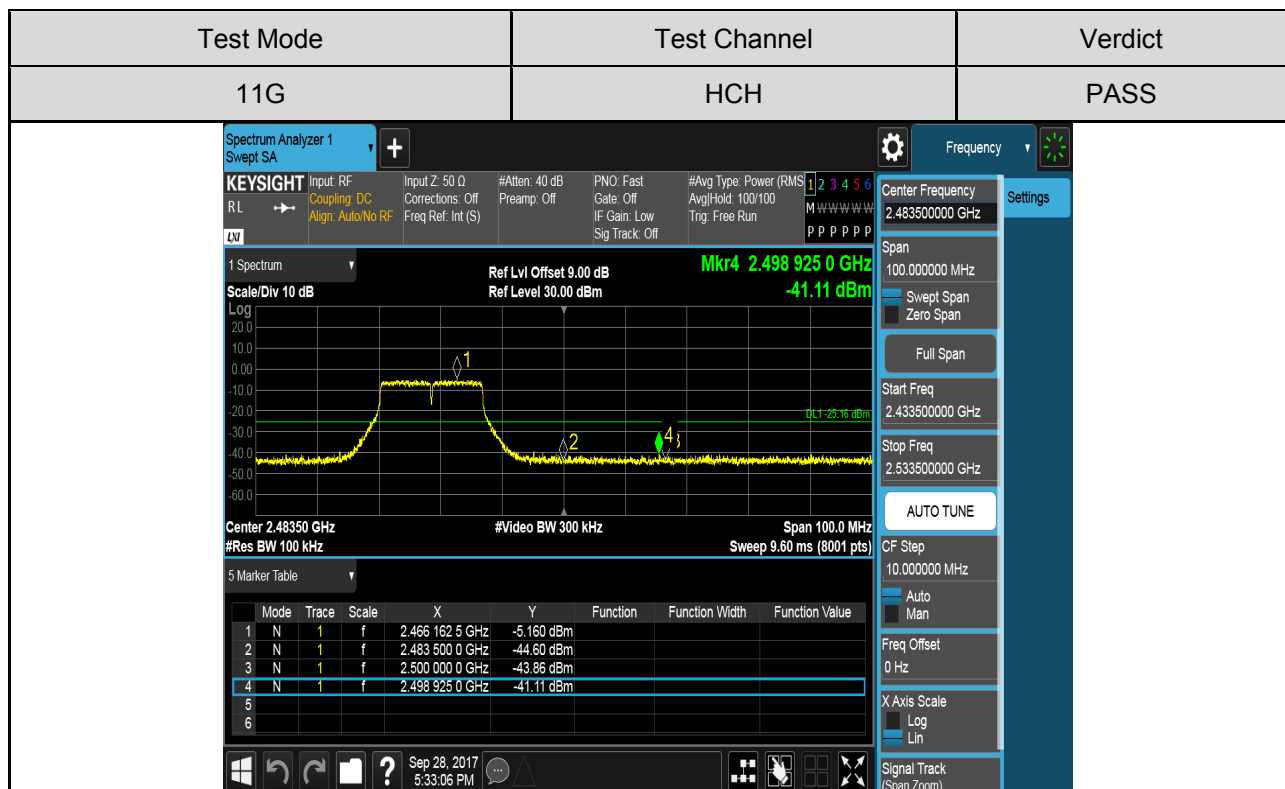 Test Mode Test Channel Verdict
11G HCH PASS
Spectrum Analyzer 1
Swept SA
+
Frequency
KEYSIGHT Input: RF Input Z: 50 Ω #Atten: 40 dB PNO: Fast #Avg Type: Power (RMS 1 2 3 4 5 6
RL Coupling: DC Corrections: Off Preamp: Off Gate: Off Avg|Hold: 100/100 M W W W W W
Align: Auto/No RF Freq Ref: Int (S) IF Gain: Low Trig: Free Run
LXI Sig Track: Off P P P P P P
Center Frequency
2.483500000 GHz
Settings
1 Spectrum
Ref Lvl Offset 9.00 dB
Mkr4 2.498 925 0 GHz
Scale/Div 10 dB
Ref Level 30.00 dBm
-41.11 dBm
Log
20.0
10.0
0.00
-10.0
-20.0
-30.0
-40.0
-50.0
-60.0
1
2
4
DL1 -25.16 dBm
Center 2.48350 GHz #Video BW 300 kHz Span 100.0 MHz
#Res BW 100 kHz Sweep 9.60 ms (8001 pts)
Span
100.000000 MHz
Swept Span
Zero Span
Full Span
Start Freq
2.433500000 GHz
Stop Freq
2.533500000 GHz
AUTO TUNE
CF Step
10.000000 MHz
Auto
Man
Freq Offset
0 Hz
X Axis Scale
Log
Lin
Signal Track
(Span Zoom)
5 Marker Table
Mode Trace Scale X Y Function Function Width Function Value
1 N 1 f 2.466 162 5 GHz -5.160 dBm
2 N 1 f 2.483 500 0 GHz -44.60 dBm
3 N 1 f 2.500 000 0 GHz -43.86 dBm
4 N 1 f 2.498 925 0 GHz -41.11 dBm
5
6
? Sep 28, 2017
5:33:06 PM